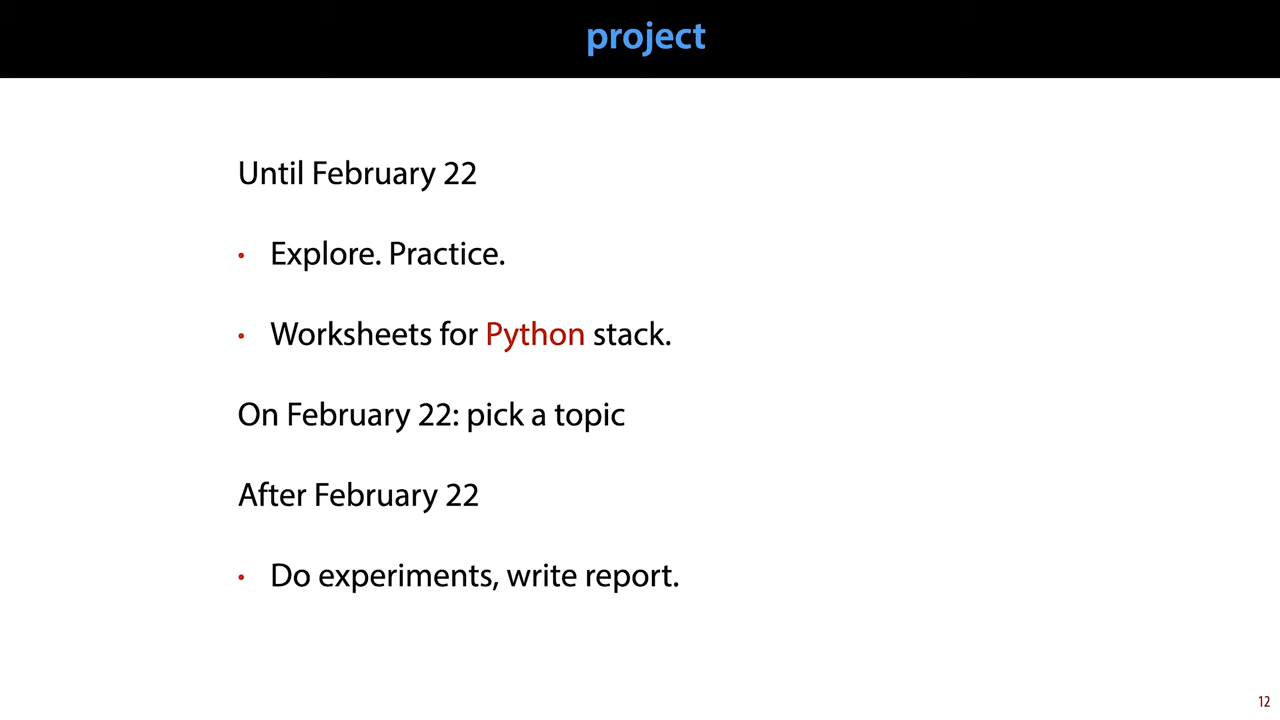 project
Until February 22
• Explore. Practice.
• Worksheets for Python stack.
On February 22: pick a topic
After February 22
• Do experiments, write report.
12